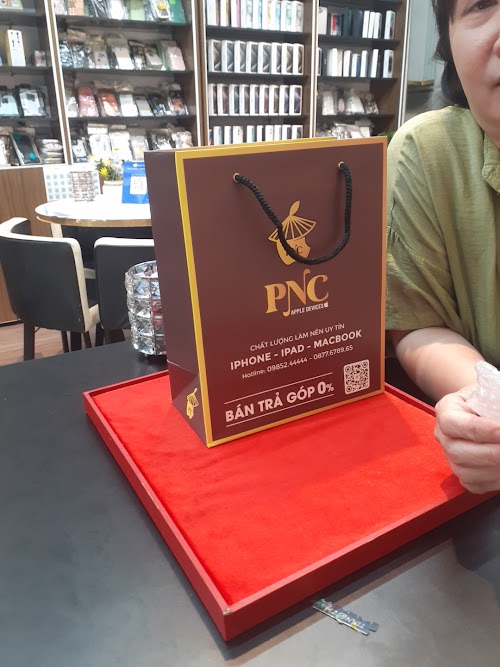 PNC
APPLE DEVICES
CHẤT LƯỢNG LÀM NÊN UY TÍN
IPHONE - IPAD - MACBOOK
Hotline: 09852.44444 - 0877.6789.65
BÁN TRẢ GÓP 0%